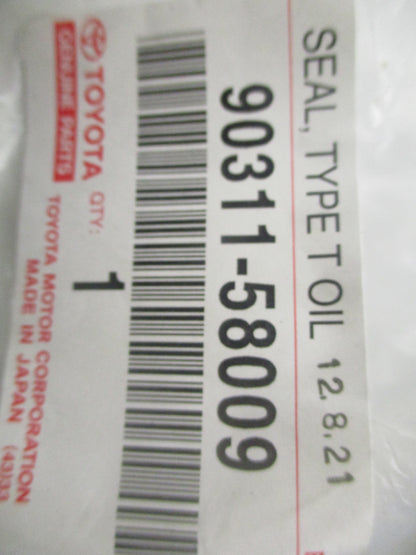 SEAL, TYPE T OIL 12.8.21
90311-58009
TOYOTA QTY: 1
GENUINE PARTS
TOYOTA MOTOR CORPORATION
MADE IN JAPAN